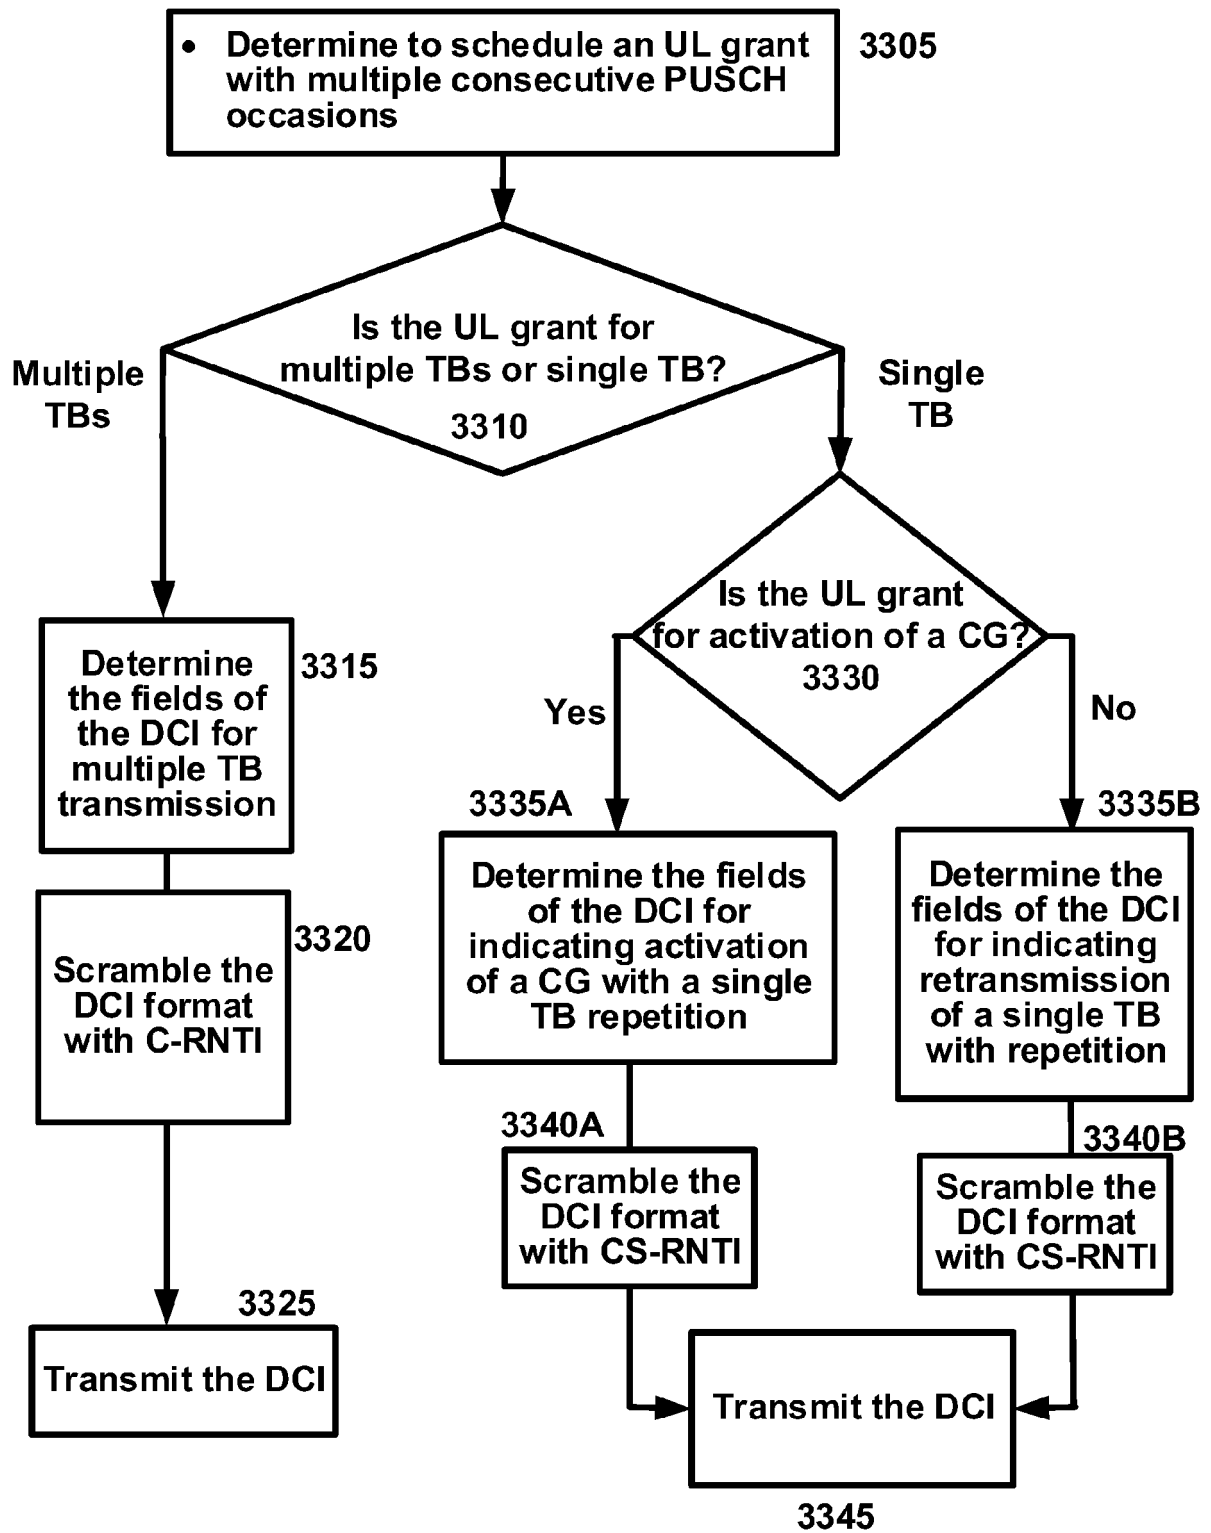 • Determine to schedule an UL grant
with multiple consecutive PUSCH
occasions
3305
Is the UL grant for
multiple TBs or single TB?
3310
Multiple
TBs
Single
TB
Is the UL grant
for activation of a CG?
3330
Yes
No
Determine
the fields of
the DCI for
multiple TB
transmission
3315
Scramble the
DCI format
with C-RNTI
3320
3325
Transmit the DCI
3335A
Determine the fields
of the DCI for
indicating activation
of a CG with a single
TB repetition
3335B
Determine the
fields of the DCI
for indicating
retransmission
of a single TB
with repetition
3340A
Scramble the
DCI format
with CS-RNTI
3340B
Scramble the
DCI format
with CS-RNTI
Transmit the DCI
3345